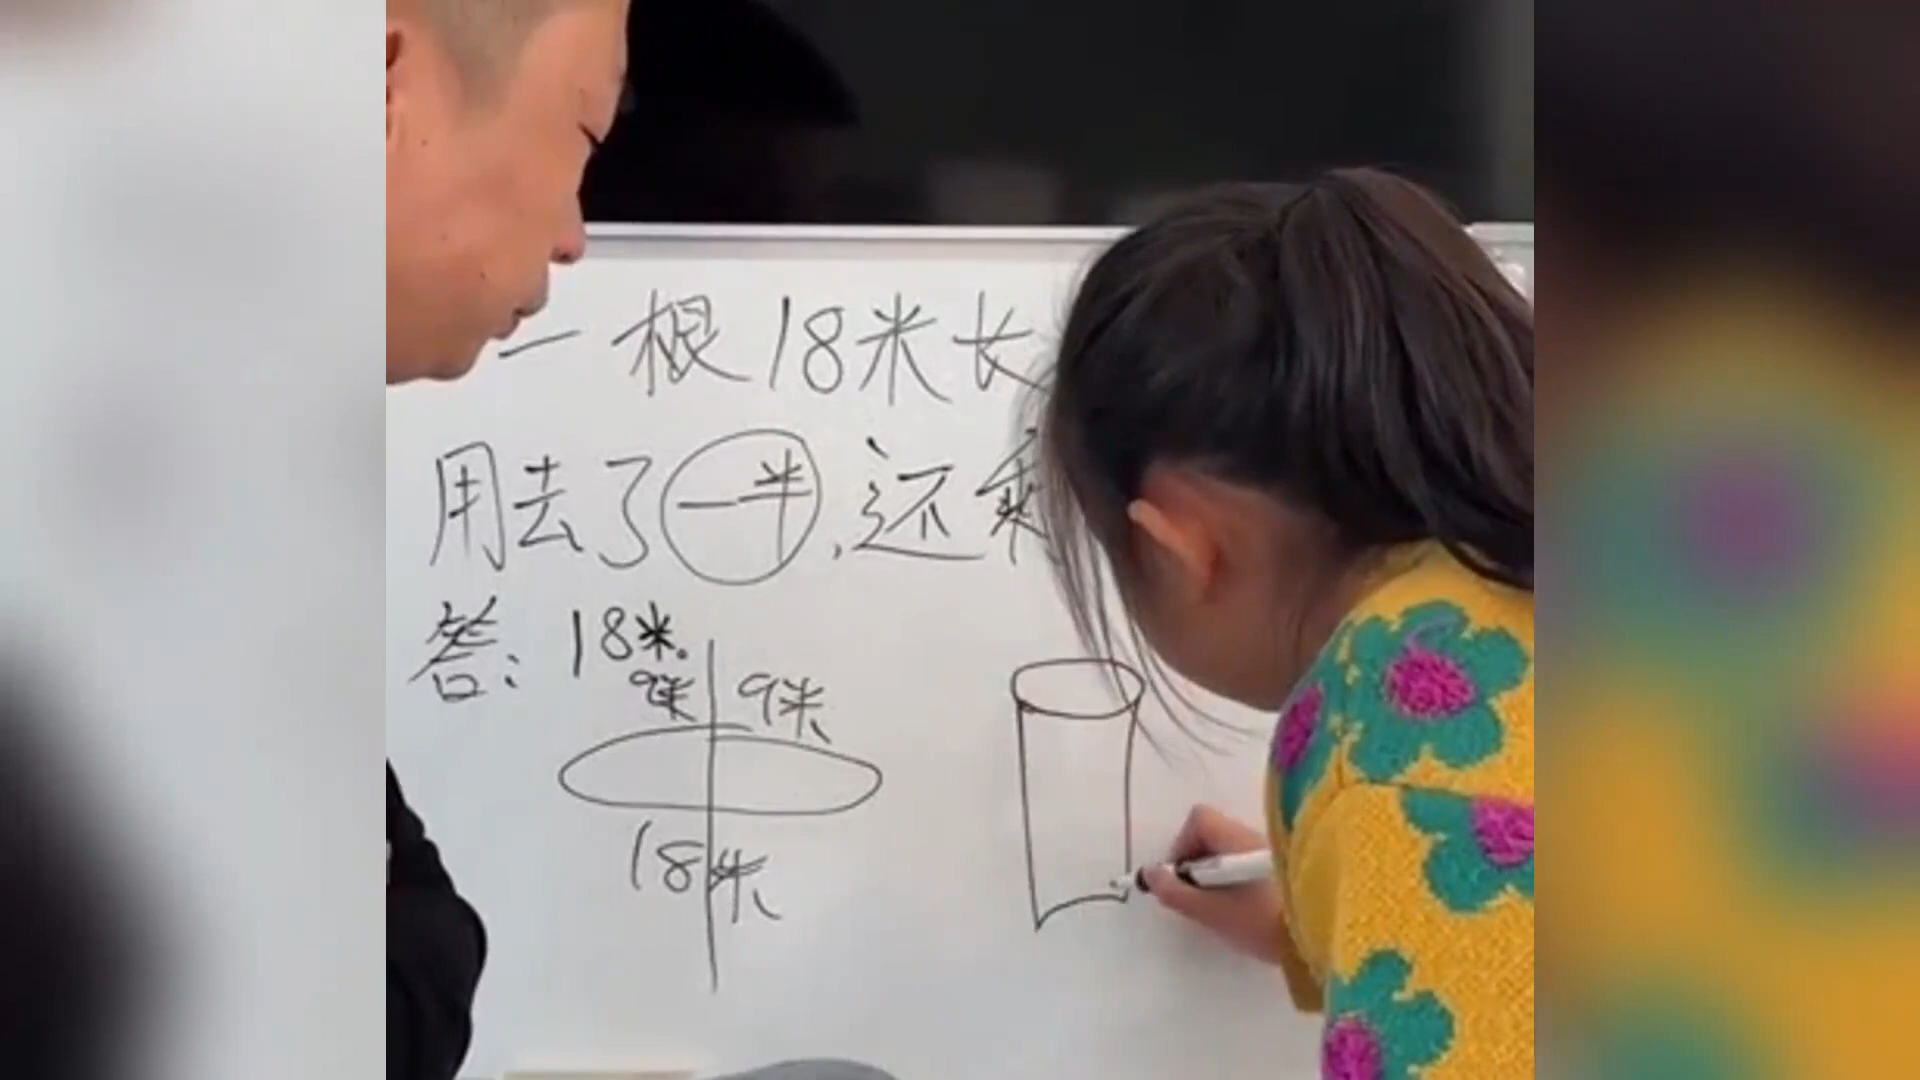 一根18米长
用去了一半,还剩
答:18米。
9米 9米
18米